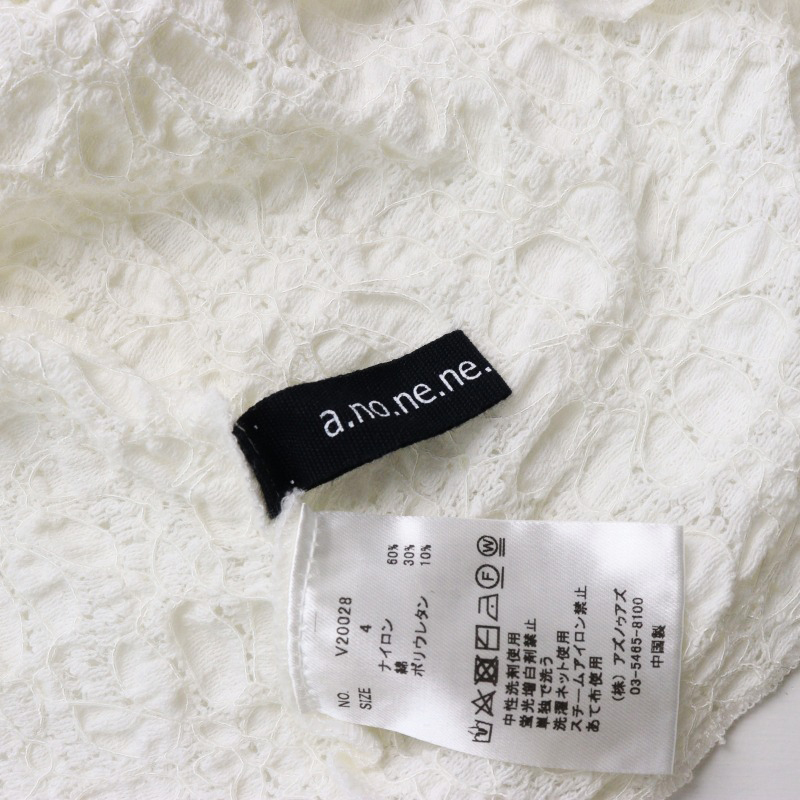 a.no.ne.ne.
NO. V20028
SIZE 4
ナイロン 60%
綿 30%
ポリウレタン 10%
中性洗剤使用
蛍光増白剤禁止
単独で洗う
洗濯ネット使用
スチームアイロン禁止
あて布使用
(株) アズノゥアズ
03-5465-8100
中国製